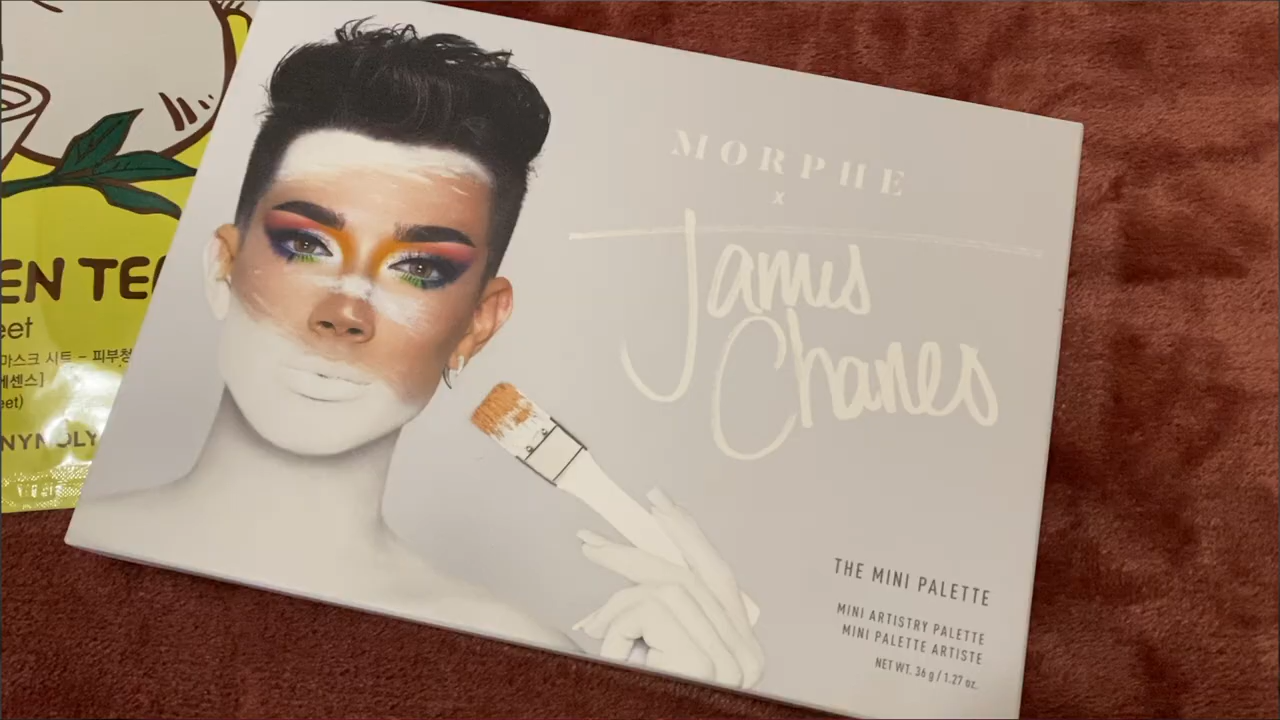 MORPHE
x
James
Charles
THE MINI PALETTE
MINI ARTISTRY PALETTE
MINI PALETTE ARTISTE
NET WT. 36 g / 1.27 oz.
EN TE
eet
마스크 시트 - 피부청
에센스]
eet)
NYMOLY